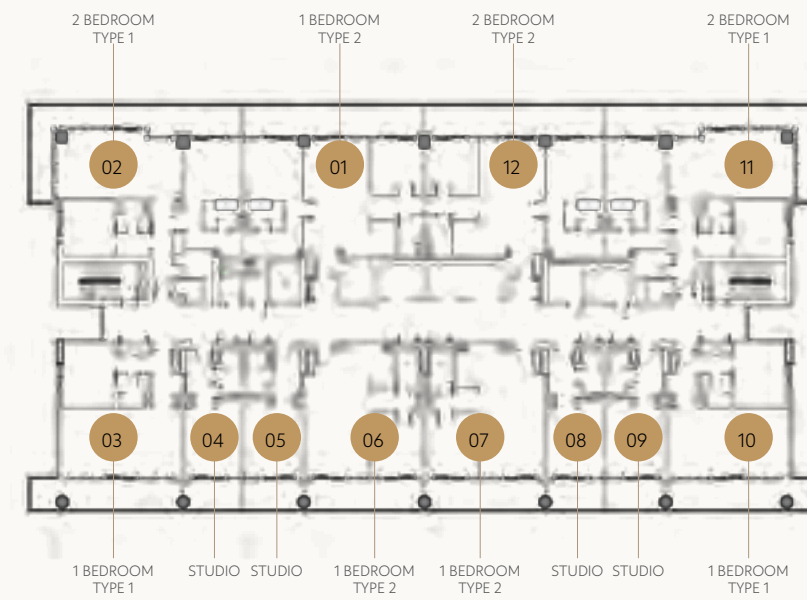 2 BEDROOM
TYPE 1
1 BEDROOM
TYPE 2
2 BEDROOM
TYPE 2
2 BEDROOM
TYPE 1
02
01
12
11
03
04
05
06
07
08
09
10
1 BEDROOM
TYPE 1
STUDIO
STUDIO
1 BEDROOM
TYPE 2
1 BEDROOM
TYPE 2
STUDIO
STUDIO
1 BEDROOM
TYPE 1